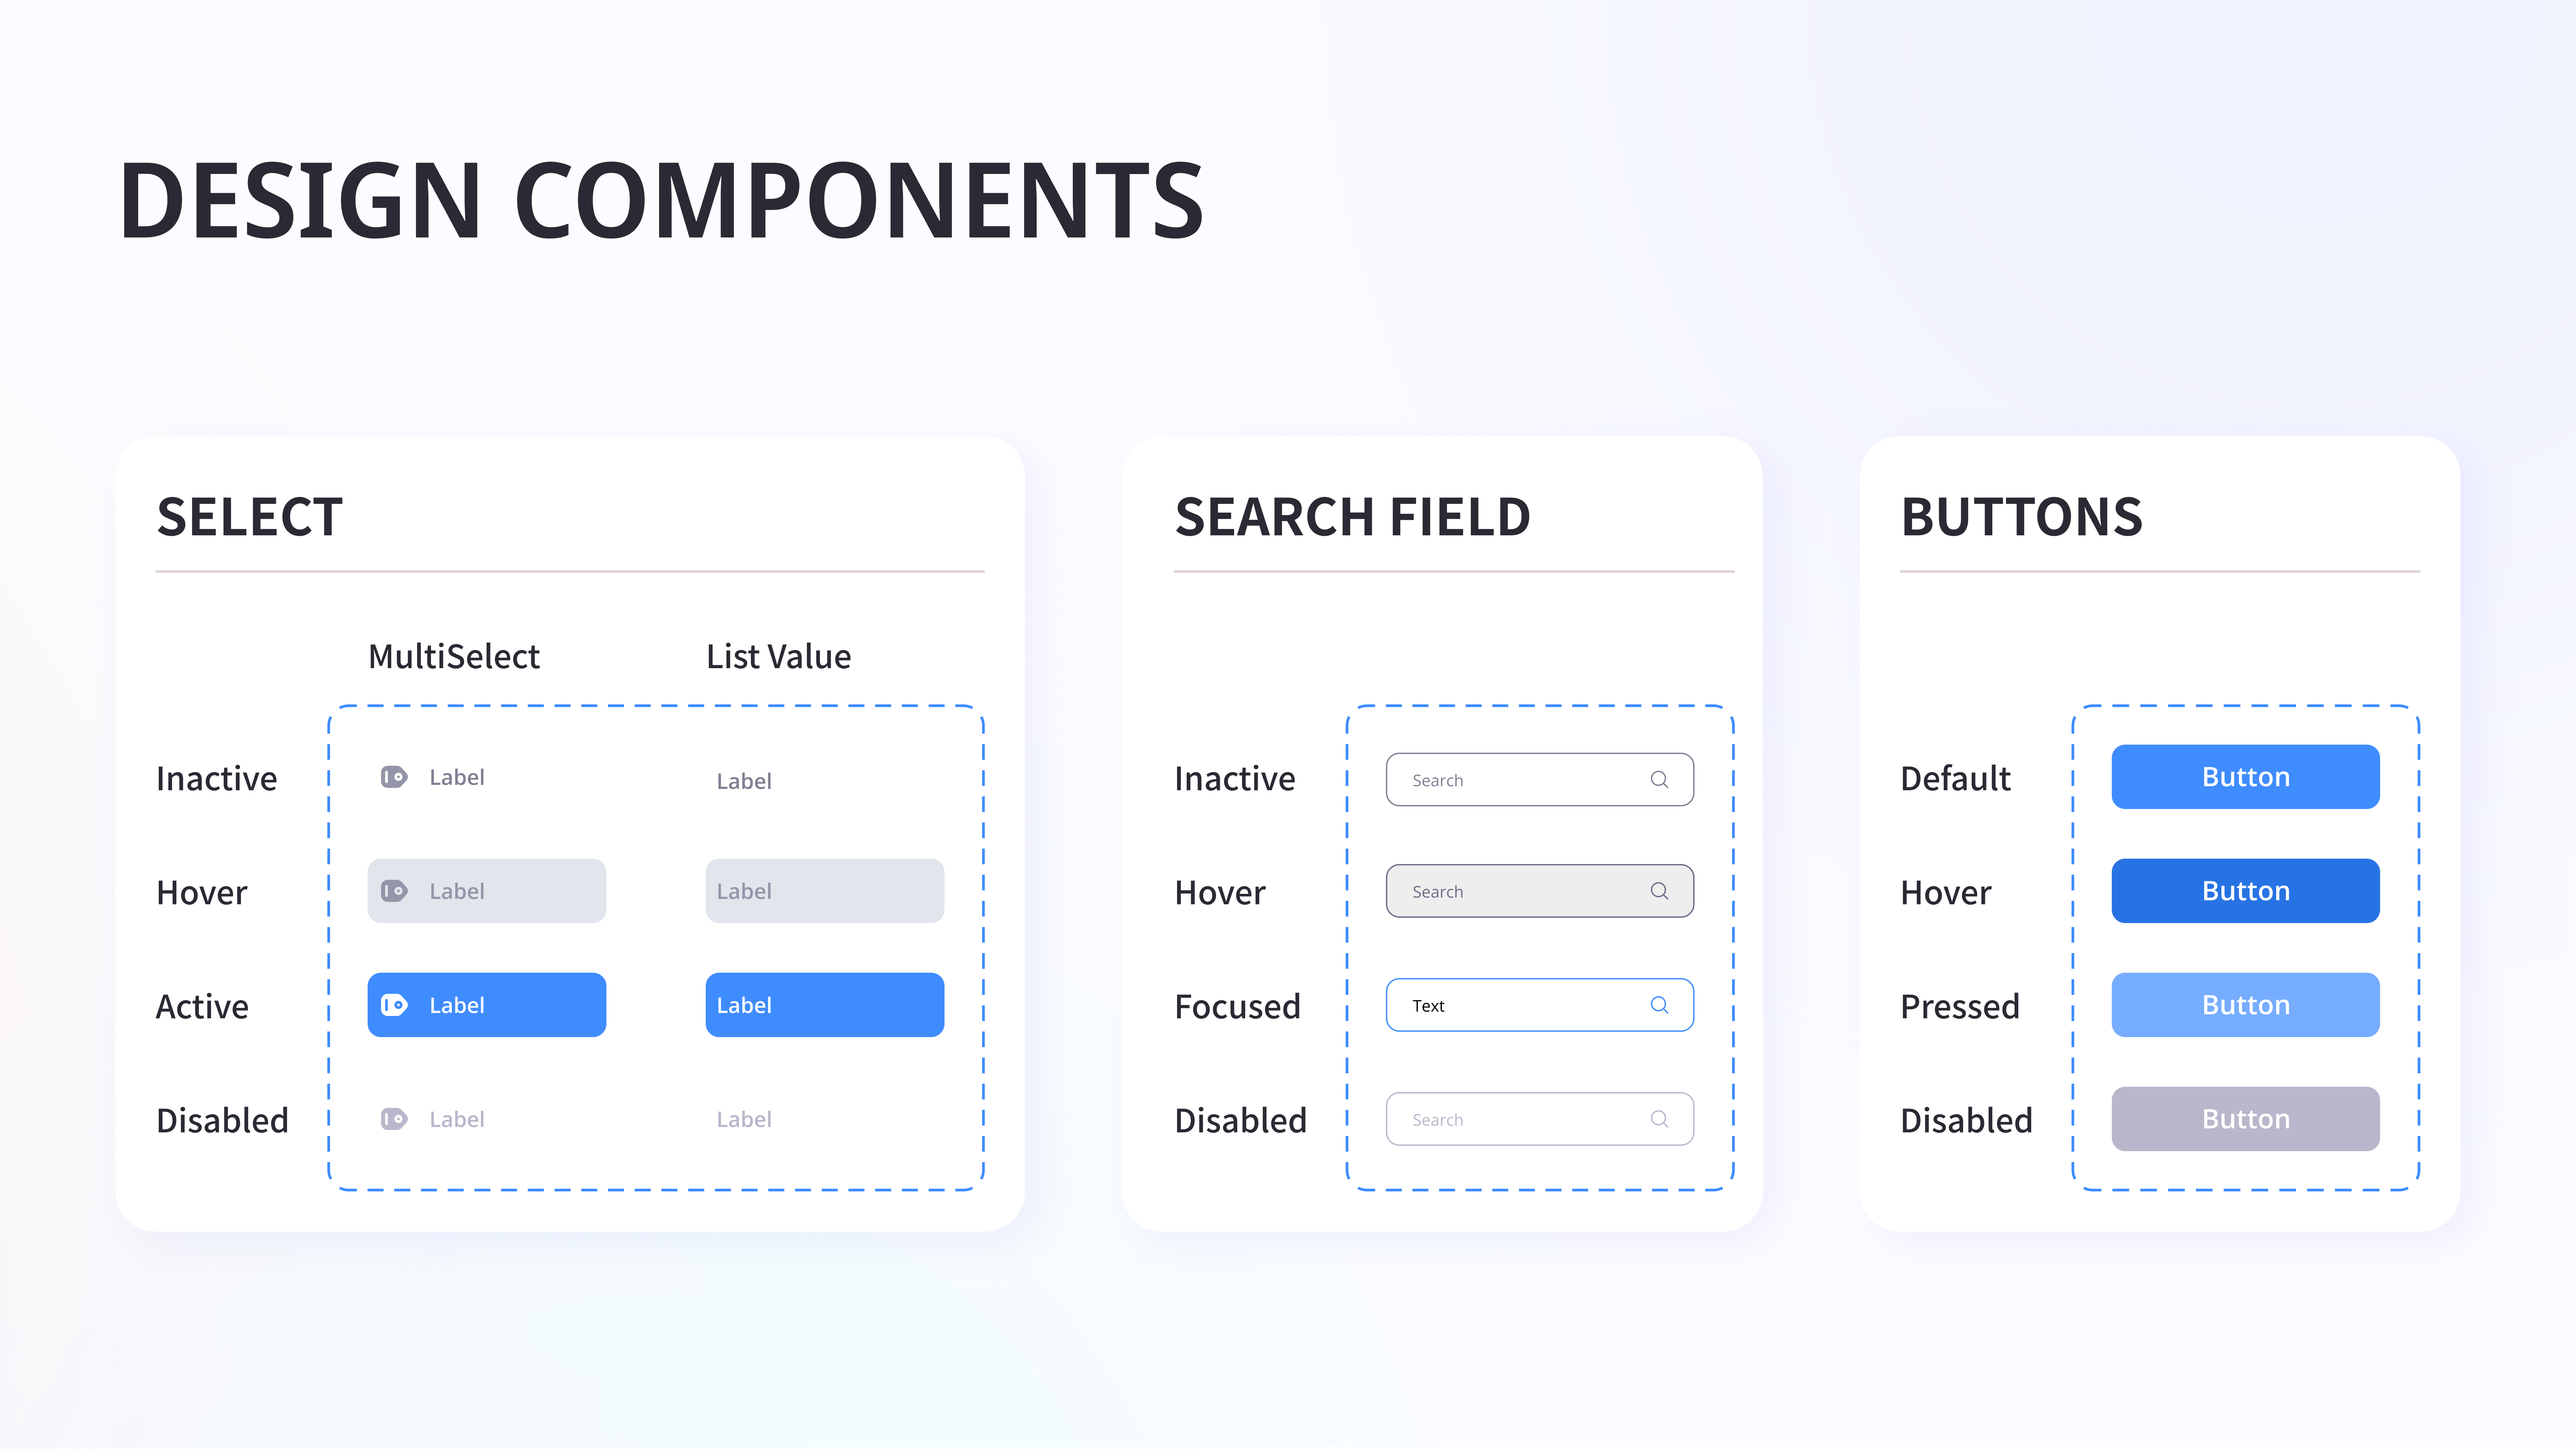 DESIGN COMPONENTS
SELECT
MultiSelect List Value
Inactive Label Label
Hover Label Label
Active Label Label
Disabled Label Label
SEARCH FIELD
Inactive Search
Hover Search
Focused Text
Disabled Search
BUTTONS
Default Button
Hover Button
Pressed Button
Disabled Button